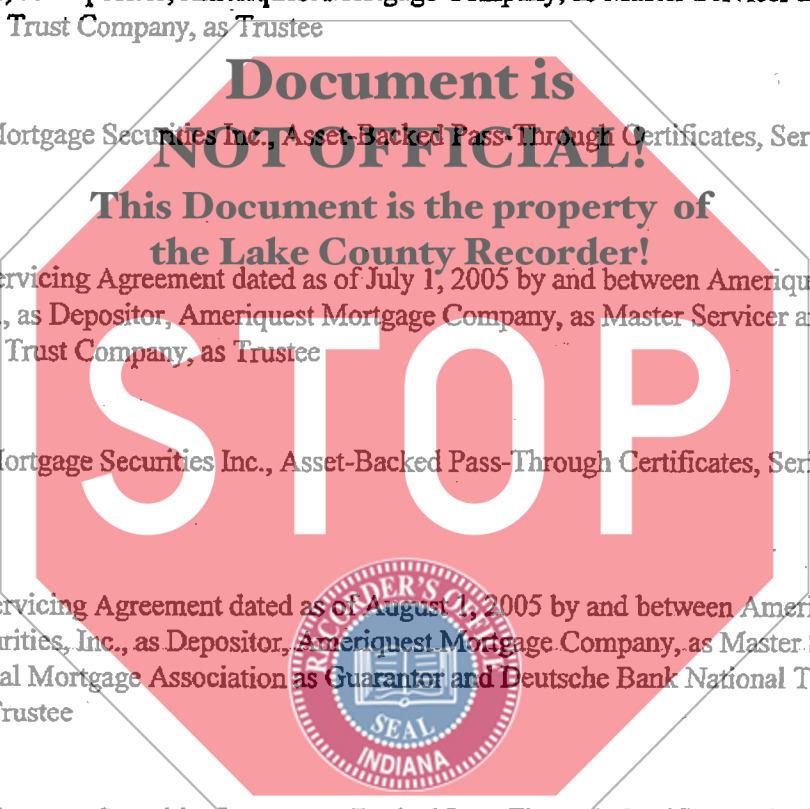 Trust Company, as Trustee
Document is
ortgage Securities Inc., Asset-Backed Pass-Through Certificates, Ser
NOT OFFICIAL!
This Document is the property of
the Lake County Recorder!
ervicing Agreement dated as of July 1, 2005 by and between Ameriqu
, as Depositor, Ameriquest Mortgage Company, as Master Servicer a
Trust Company, as Trustee
STOP
ortgage Securities Inc., Asset-Backed Pass-Through Certificates, Seri
RECORDER'S OFFICE
ervicing Agreement dated as of August 1, 2005 by and between Ameri
rities, Inc., as Depositor, Ameriquest Mortgage Company, as Master
al Mortgage Association as Guarantor and Deutsche Bank National T
rustee
SEAL
INDIANA